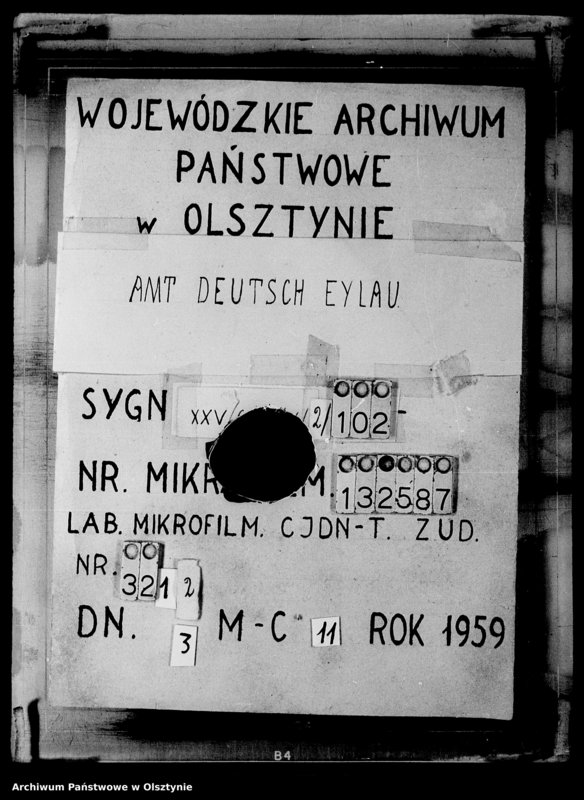 WOJEWÓDZKIE ARCHIWUM
PAŃSTWOWE
w OLSZTYNIE
AMT DEUTSCH EYLAU
SYGN XXV/ 2/ 102-
NR. 132587
LAB. MIKROFILM. CJDN-T. ZUD.
NR. 321 2
DN. 3 M-C 11 ROK 1959
B4
Archiwum Państwowe w Olsztynie